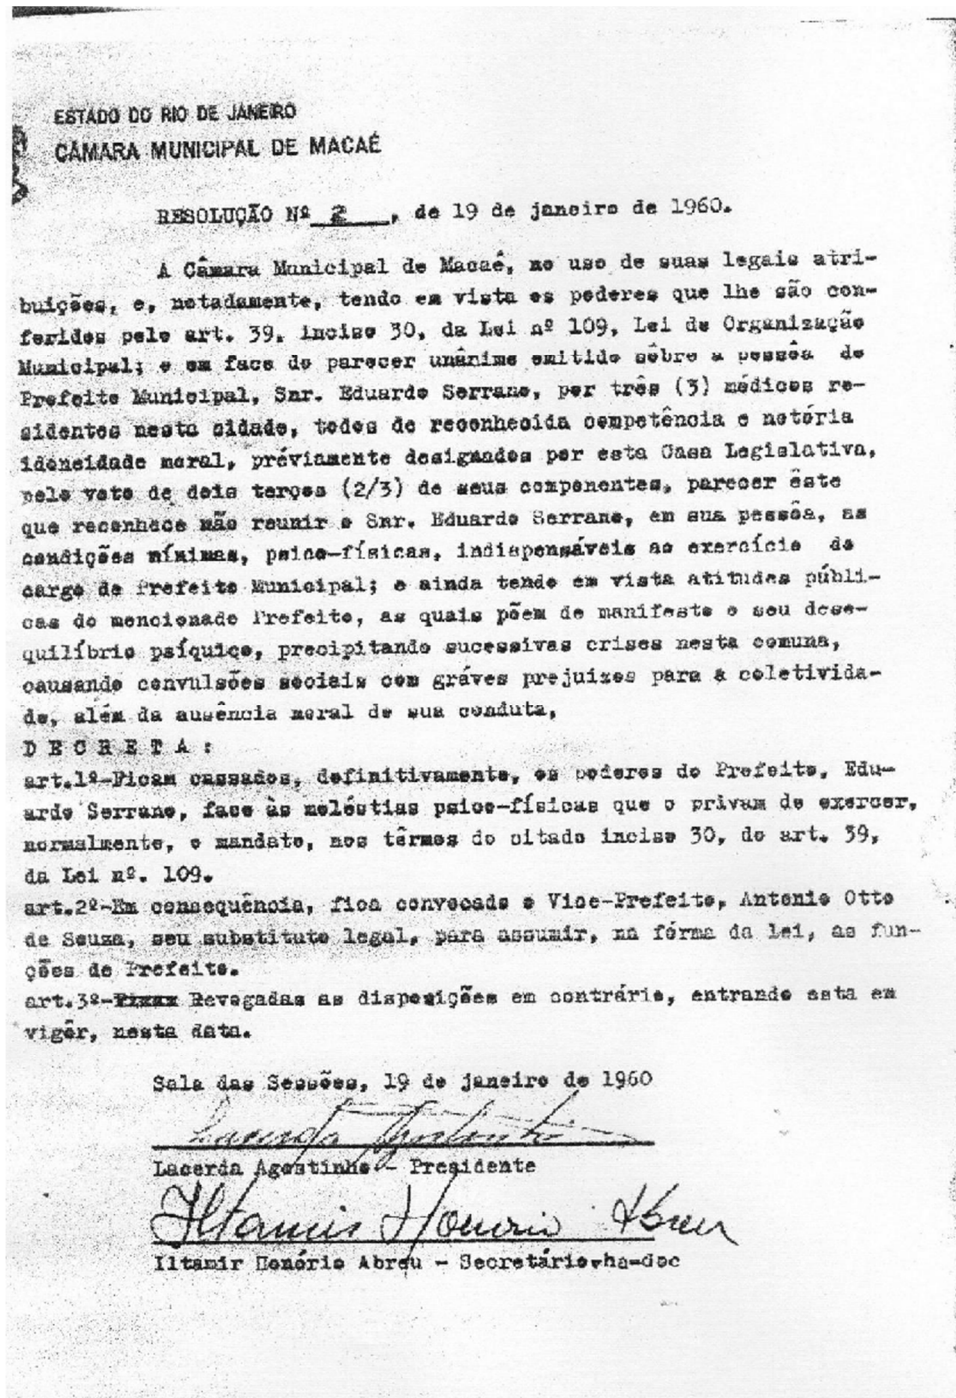 ESTADO DO RIO DE JANEIRO
CÂMARA MUNICIPAL DE MACAÉ
RESOLUÇÃO Nº 2, de 19 de janeiro de 1960.
A Câmara Municipal de Macaé, no uso de suas legais atri-
buições, e, notadamente, tendo em vista os poderes que lhe são con-
feridos pelo art. 39, inciso 30, da Lei nº 109, Lei de Organização
Municipal; e em face do parecer unânime emitido sôbre a pessôa do
Prefeito Municipal, Snr. Eduardo Serrano, por três (3) médicos re-
sidentes nesta cidade, todos de reconhecida competência e notória
idoneidade moral, préviamente designados por esta Casa Legislativa,
pelo voto de dois terços (2/3) de seus componentes, parecer êste
que reconhece não reunir o Snr. Eduardo Serrano, em sua pessôa, as
condições mínimas, psico-físicas, indispensáveis ao exercício do
cargo de Prefeito Municipal; e ainda tendo em vista atitudes públi-
cas do mencionado Prefeito, as quais põem de manifesto o seu dese-
quilíbrio psíquico, precipitando sucessivas crises nesta comuna,
causando convulsões sociais com gráves prejuizos para a coletivida-
de, além da ausência moral de sua conduta,
D E C R E T A :
art.1º-Ficam cassados, definitivamente, os poderes do Prefeito, Edu-
ardo Serrano, face às moléstias psico-físicas que o privam de exercer,
normalmente, o mandato, nos têrmos do citado inciso 30, do art. 39,
da Lei nº. 109.
art.2º-Em consequência, fica convocado o Vice-Prefeito, Antonio Otto
de Souza, seu substituto legal, para assumir, na fórma da lei, as fun-
ções de Prefeito.
art.3º- Revogadas as disposições em contrário, entrando esta em
vigôr, nesta data.
Sala das Sessões, 19 de janeiro de 1960
Lacerda Agostinho
Lacerda Agostinho - Presidente
Iltamir Honório Abreu
Iltamir Honório Abreu - Secretário-ha-doc